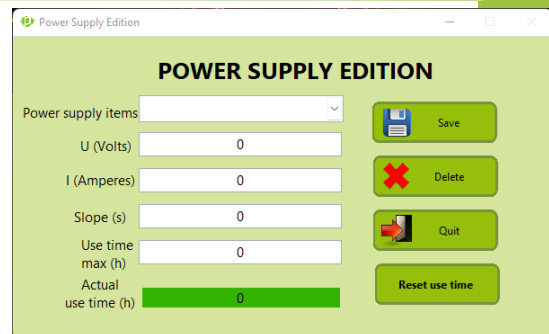 Power Supply Edition
POWER SUPPLY EDITION
Power supply items
Save
U (Volts)
0
I (Amperes)
0
Delete
Slope (s)
0
Quit
Use time
max (h)
0
Actual
use time (h)
0
Reset use time